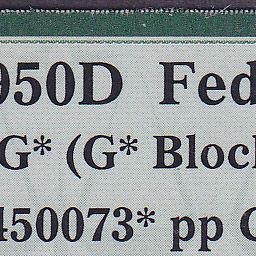 950D Fed
G* (G* Block
450073* pp C